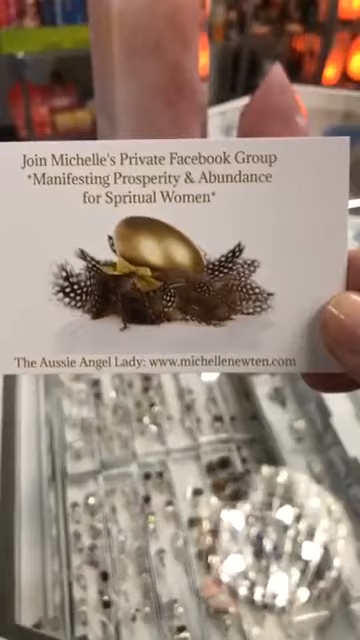 Join Michelle's Private Facebook Group
*Manifesting Prosperity & Abundance
for Spritual Women*
The Aussie Angel Lady: www.michellenewten.com